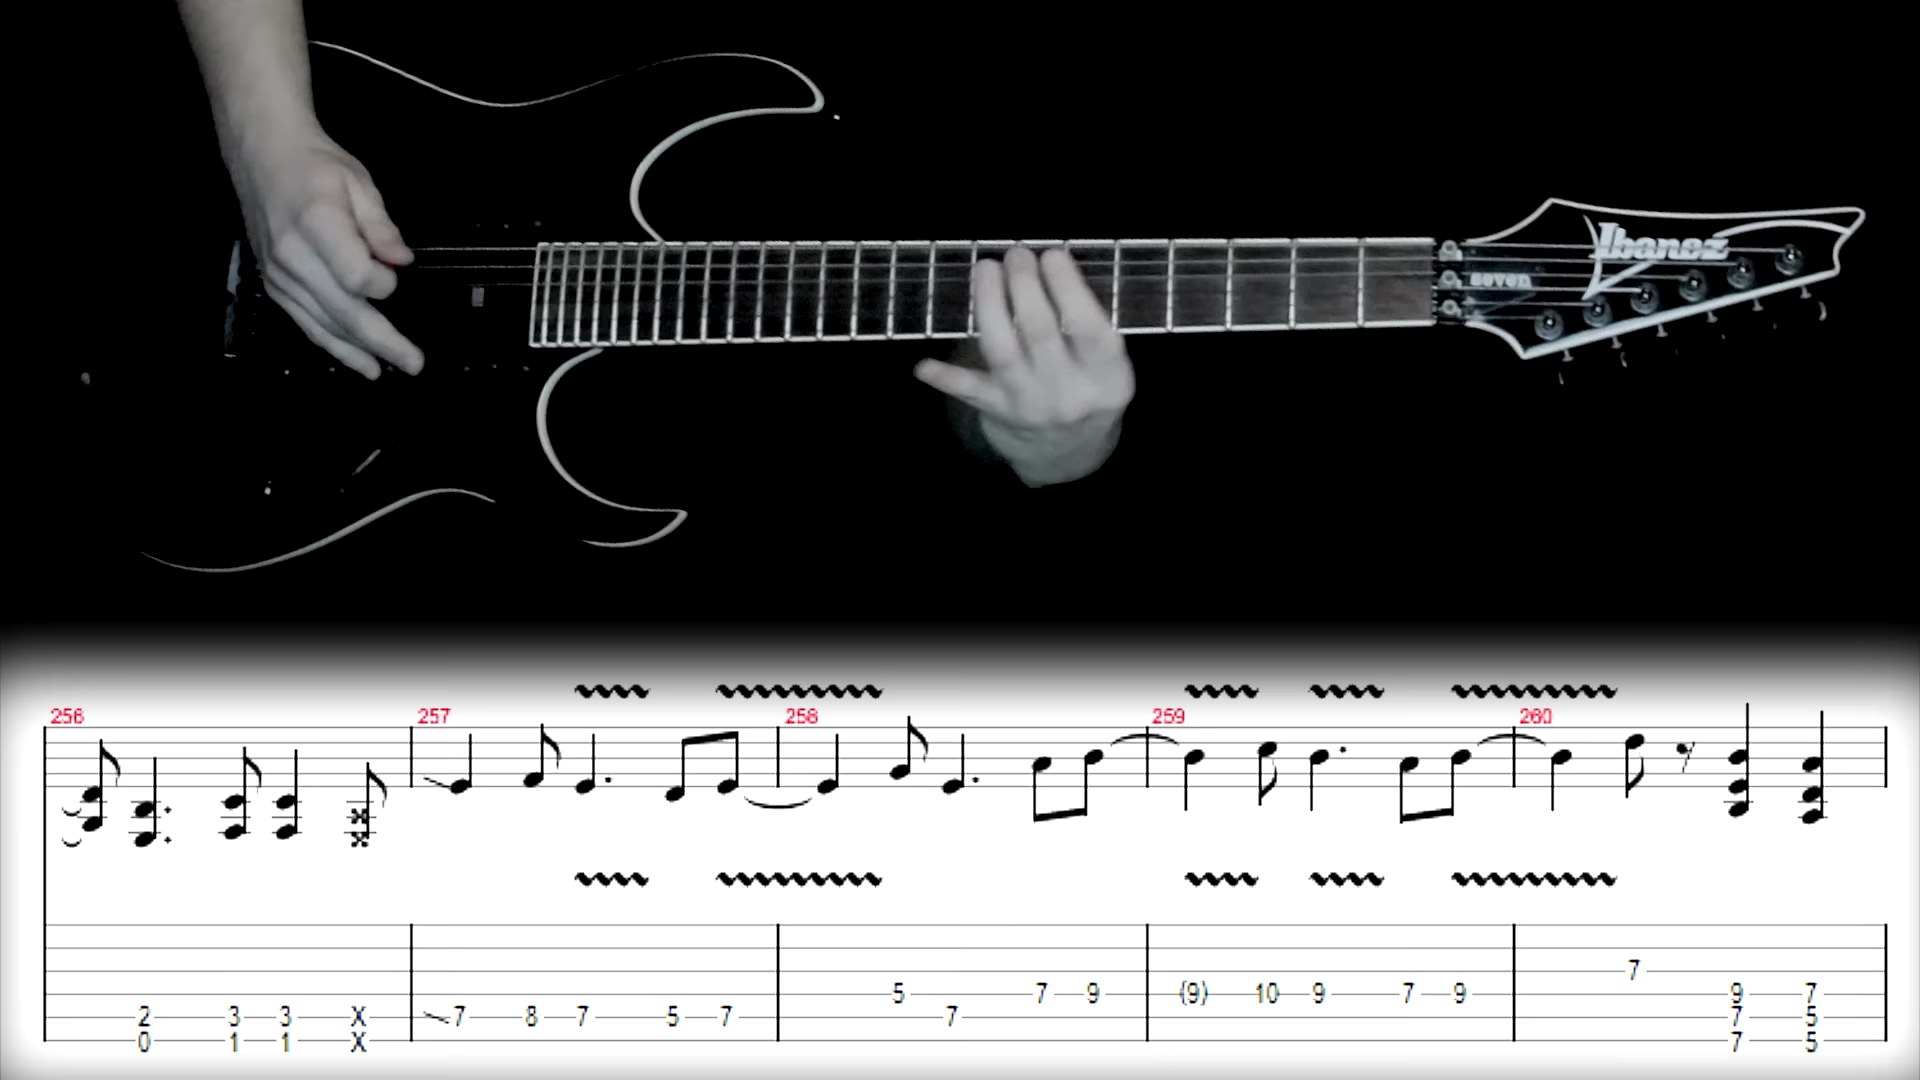 Ibanez
seven
256 257 258 259 260
7
5 7 9 (9) 10 9 7 9 9 7
2 3 3 X 7 8 7 5 7 7 7 5
0 1 1 X 7 5